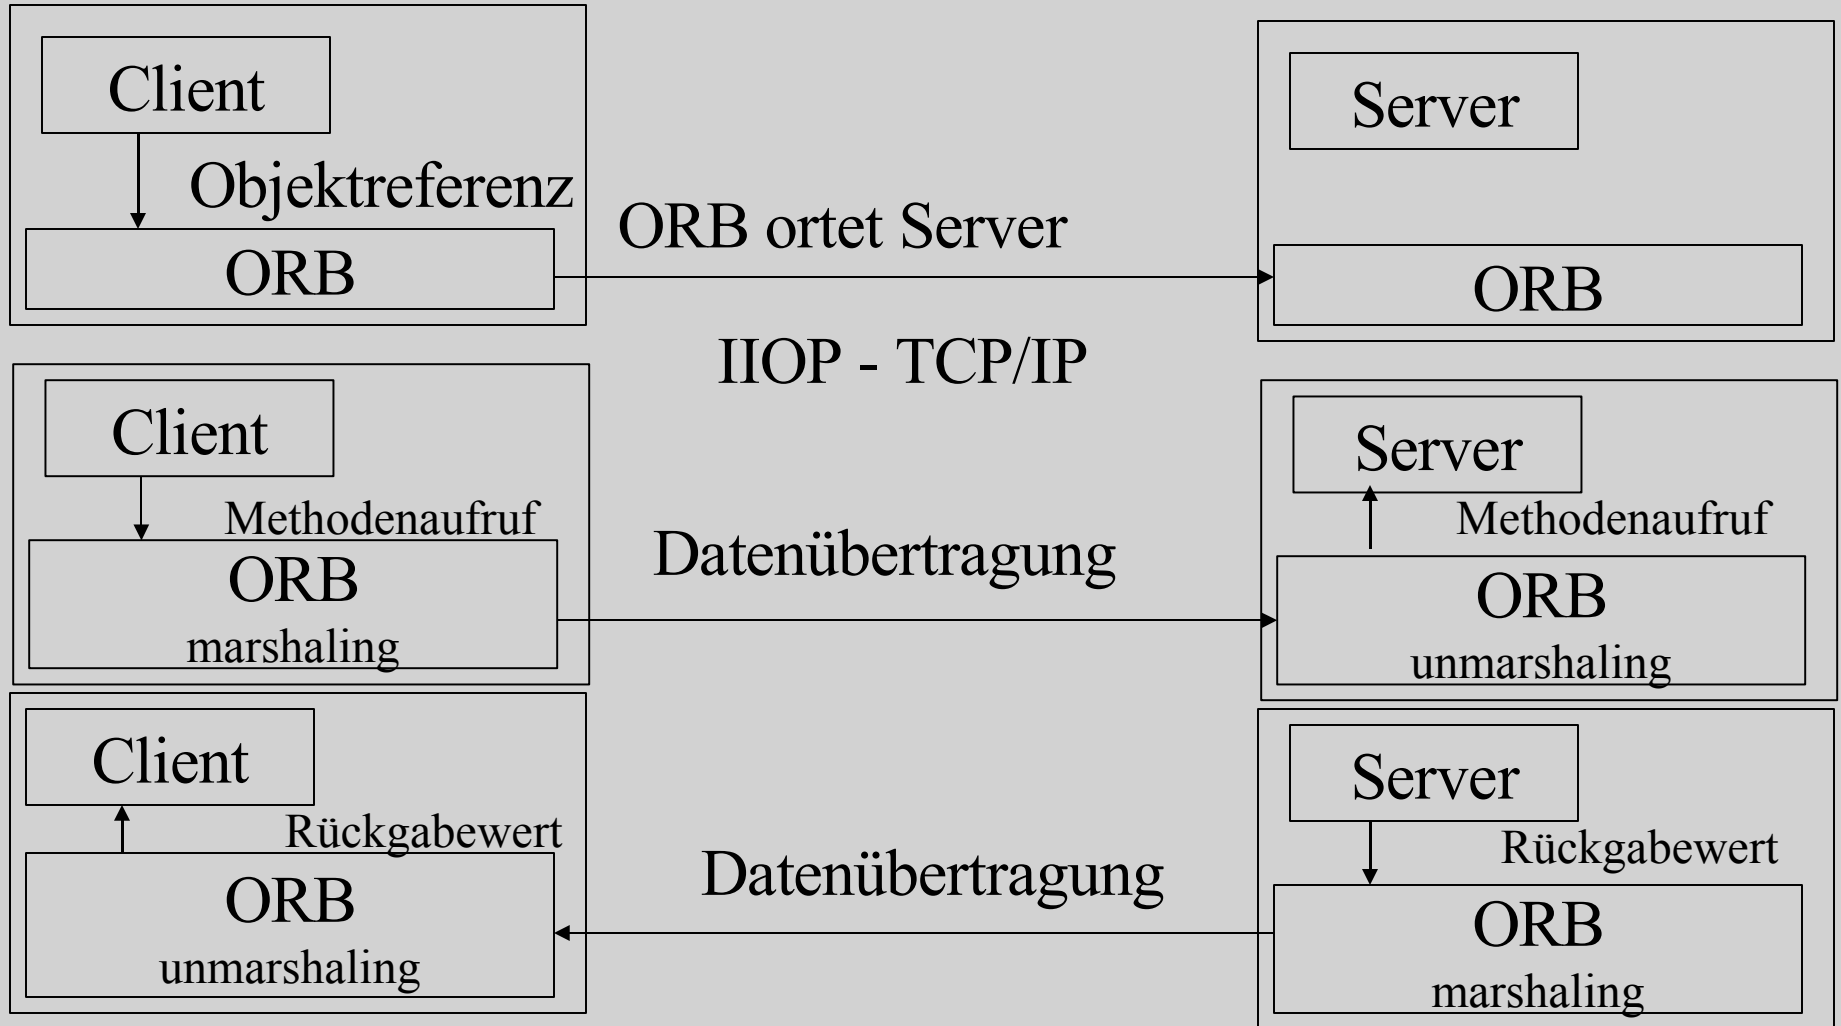 Client
Server
Objektreferenz
ORB ortet Server
ORB
ORB
IIOP - TCP/IP
Client
Server
Methodenaufruf
Methodenaufruf
Datenübertragung
ORB
marshaling
ORB
unmarshaling
Client
Server
Rückgabewert
Rückgabewert
Datenübertragung
ORB
unmarshaling
ORB
marshaling